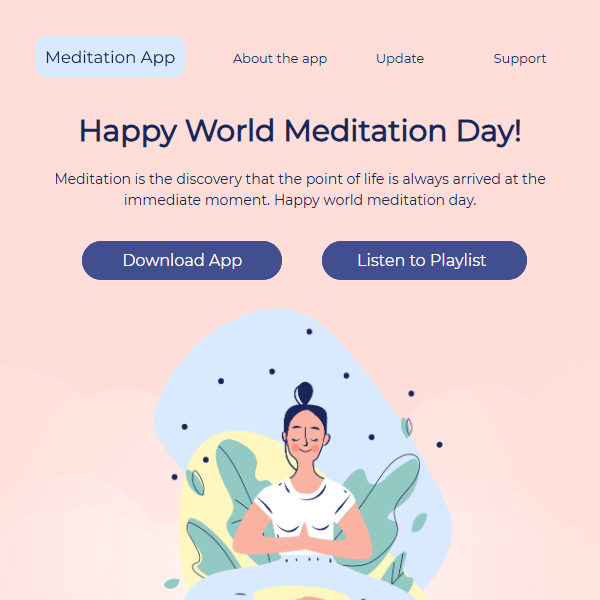 Meditation App
About the app
Update
Support
Happy World Meditation Day!
Meditation is the discovery that the point of life is always arrived at the
immediate moment. Happy world meditation day.
Download App
Listen to Playlist